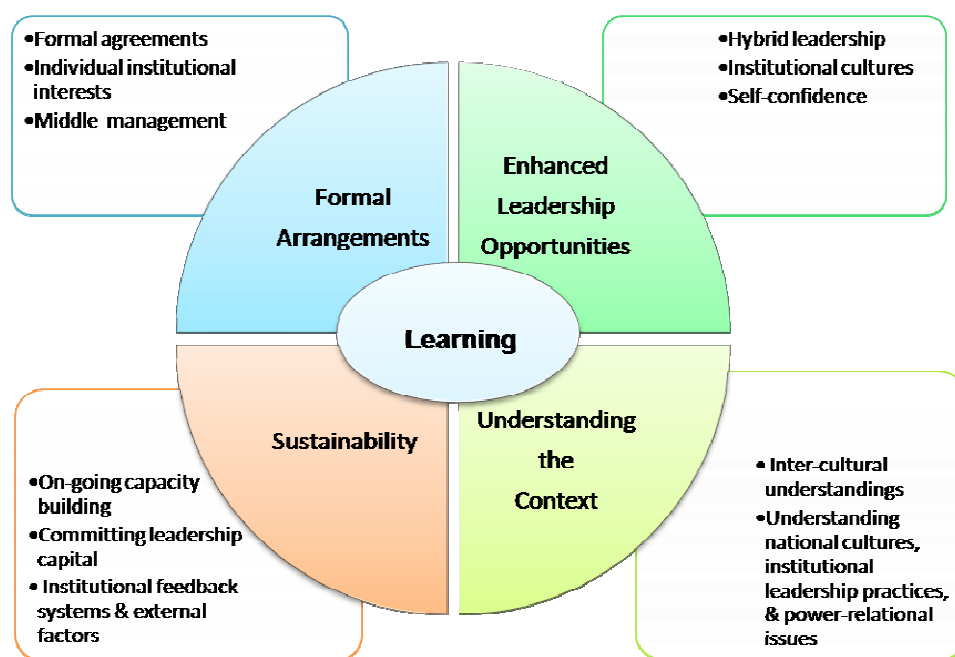 •Formal agreements
•Individual institutional
interests
•Middle management
•Hybrid leadership
•Institutional cultures
•Self-confidence
Formal
Arrangements
Enhanced
Leadership
Opportunities
Learning
Sustainability
Understanding
the
Context
•On-going capacity
building
•Committing leadership
capital
• Institutional feedback
systems & external
factors
• Inter-cultural
understandings
•Understanding
national cultures,
institutional
leadership practices,
& power-relational
issues